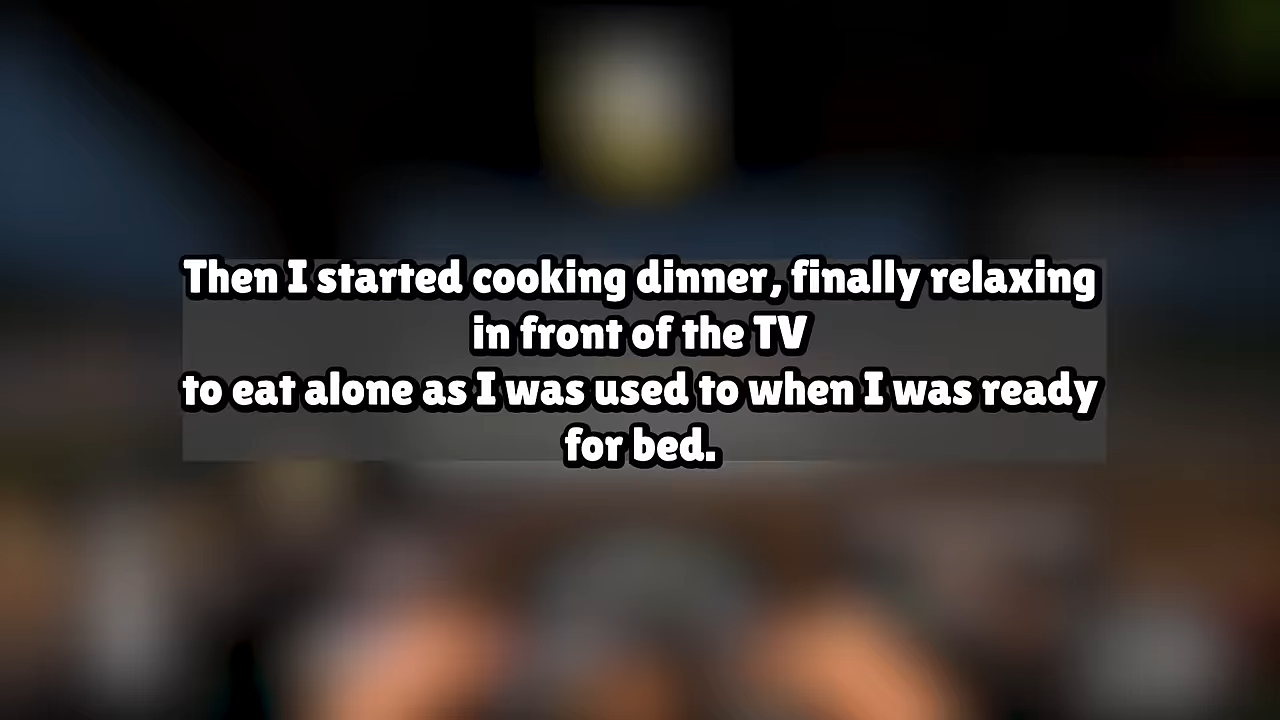 Then I started cooking dinner, finally relaxing
in front of the TV
to eat alone as I was used to when I was ready
for bed.